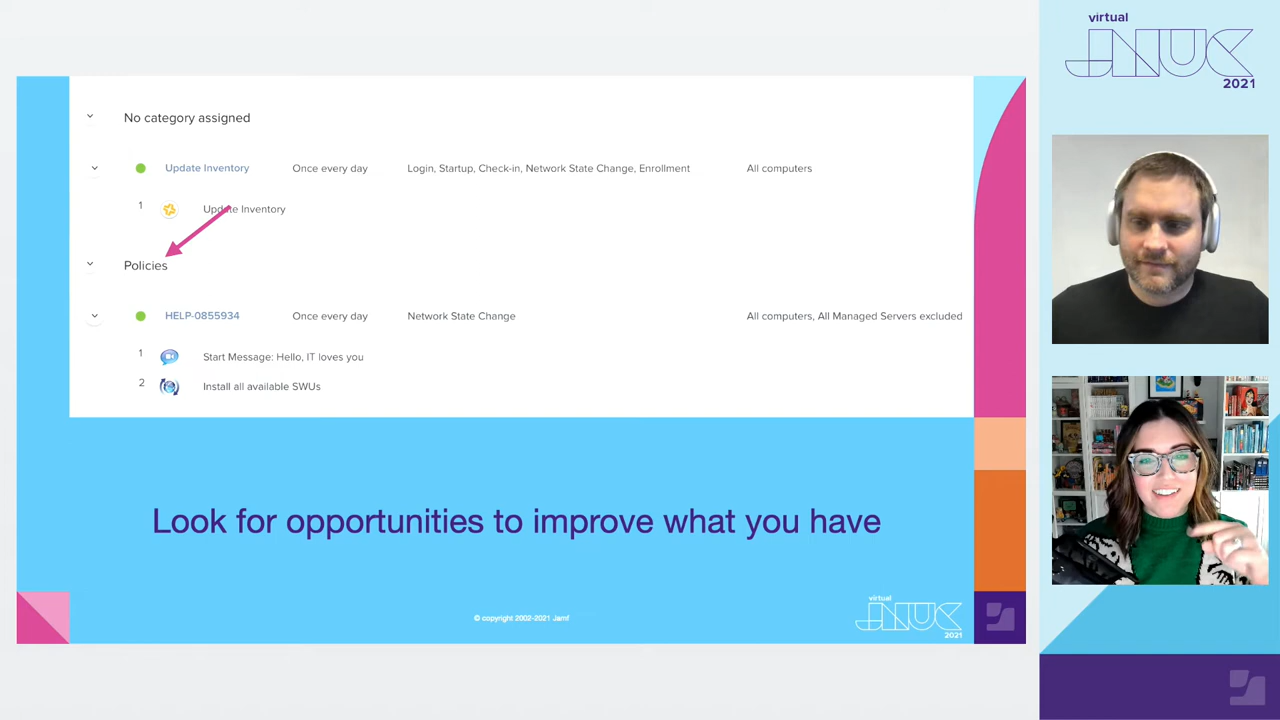 No category assigned
Update Inventory Once every day Login, Startup, Check-in, Network State Change, Enrollment All computers
1 Update Inventory
Policies
HELP-0855934 Once every day Network State Change All computers, All Managed Servers excluded
1 Start Message: Hello, IT loves you
2 Install all available SWUs
Look for opportunities to improve what you have
© copyright 2002-2021 Jamf
virtual
JNUC
2021
virtual
JNUC
2021